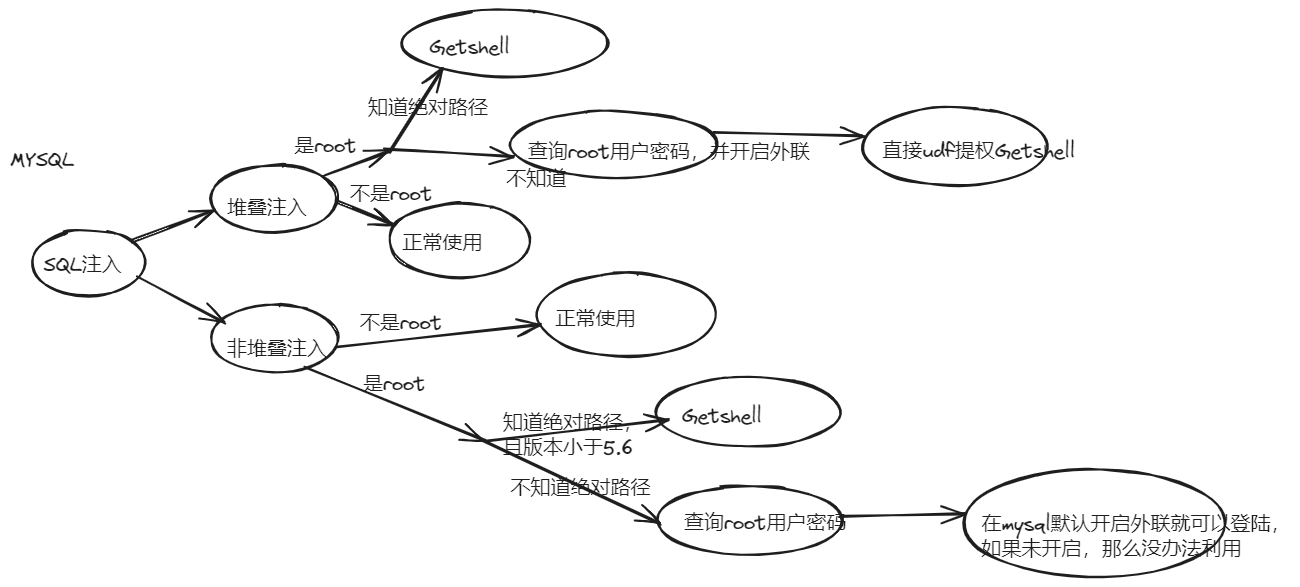 Getshell
知道绝对路径
是root
查询root用户密码，并开启外联
直接udf提权Getshell
MYSQL
不知道
不是root
堆叠注入
正常使用
SQL注入
不是root
正常使用
非堆叠注入
是root
Getshell
知道绝对路径，
且版本小于5.6
不知道绝对路径
查询root用户密码
在mysql默认开启外联就可以登陆，
如果未开启，那么没办法利用